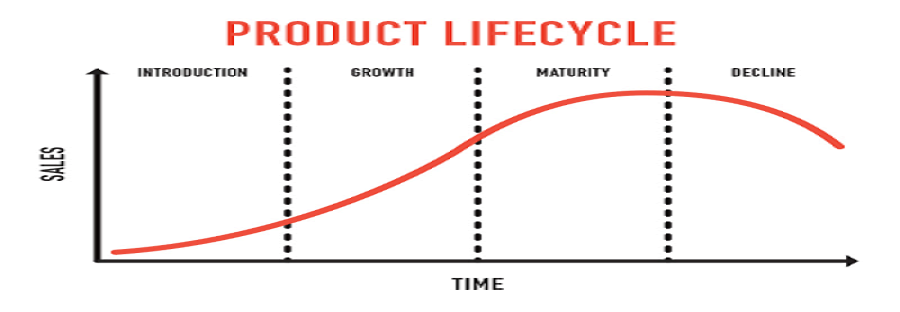 PRODUCT LIFECYCLE
INTRODUCTION GROWTH MATURITY DECLINE
SALES
TIME